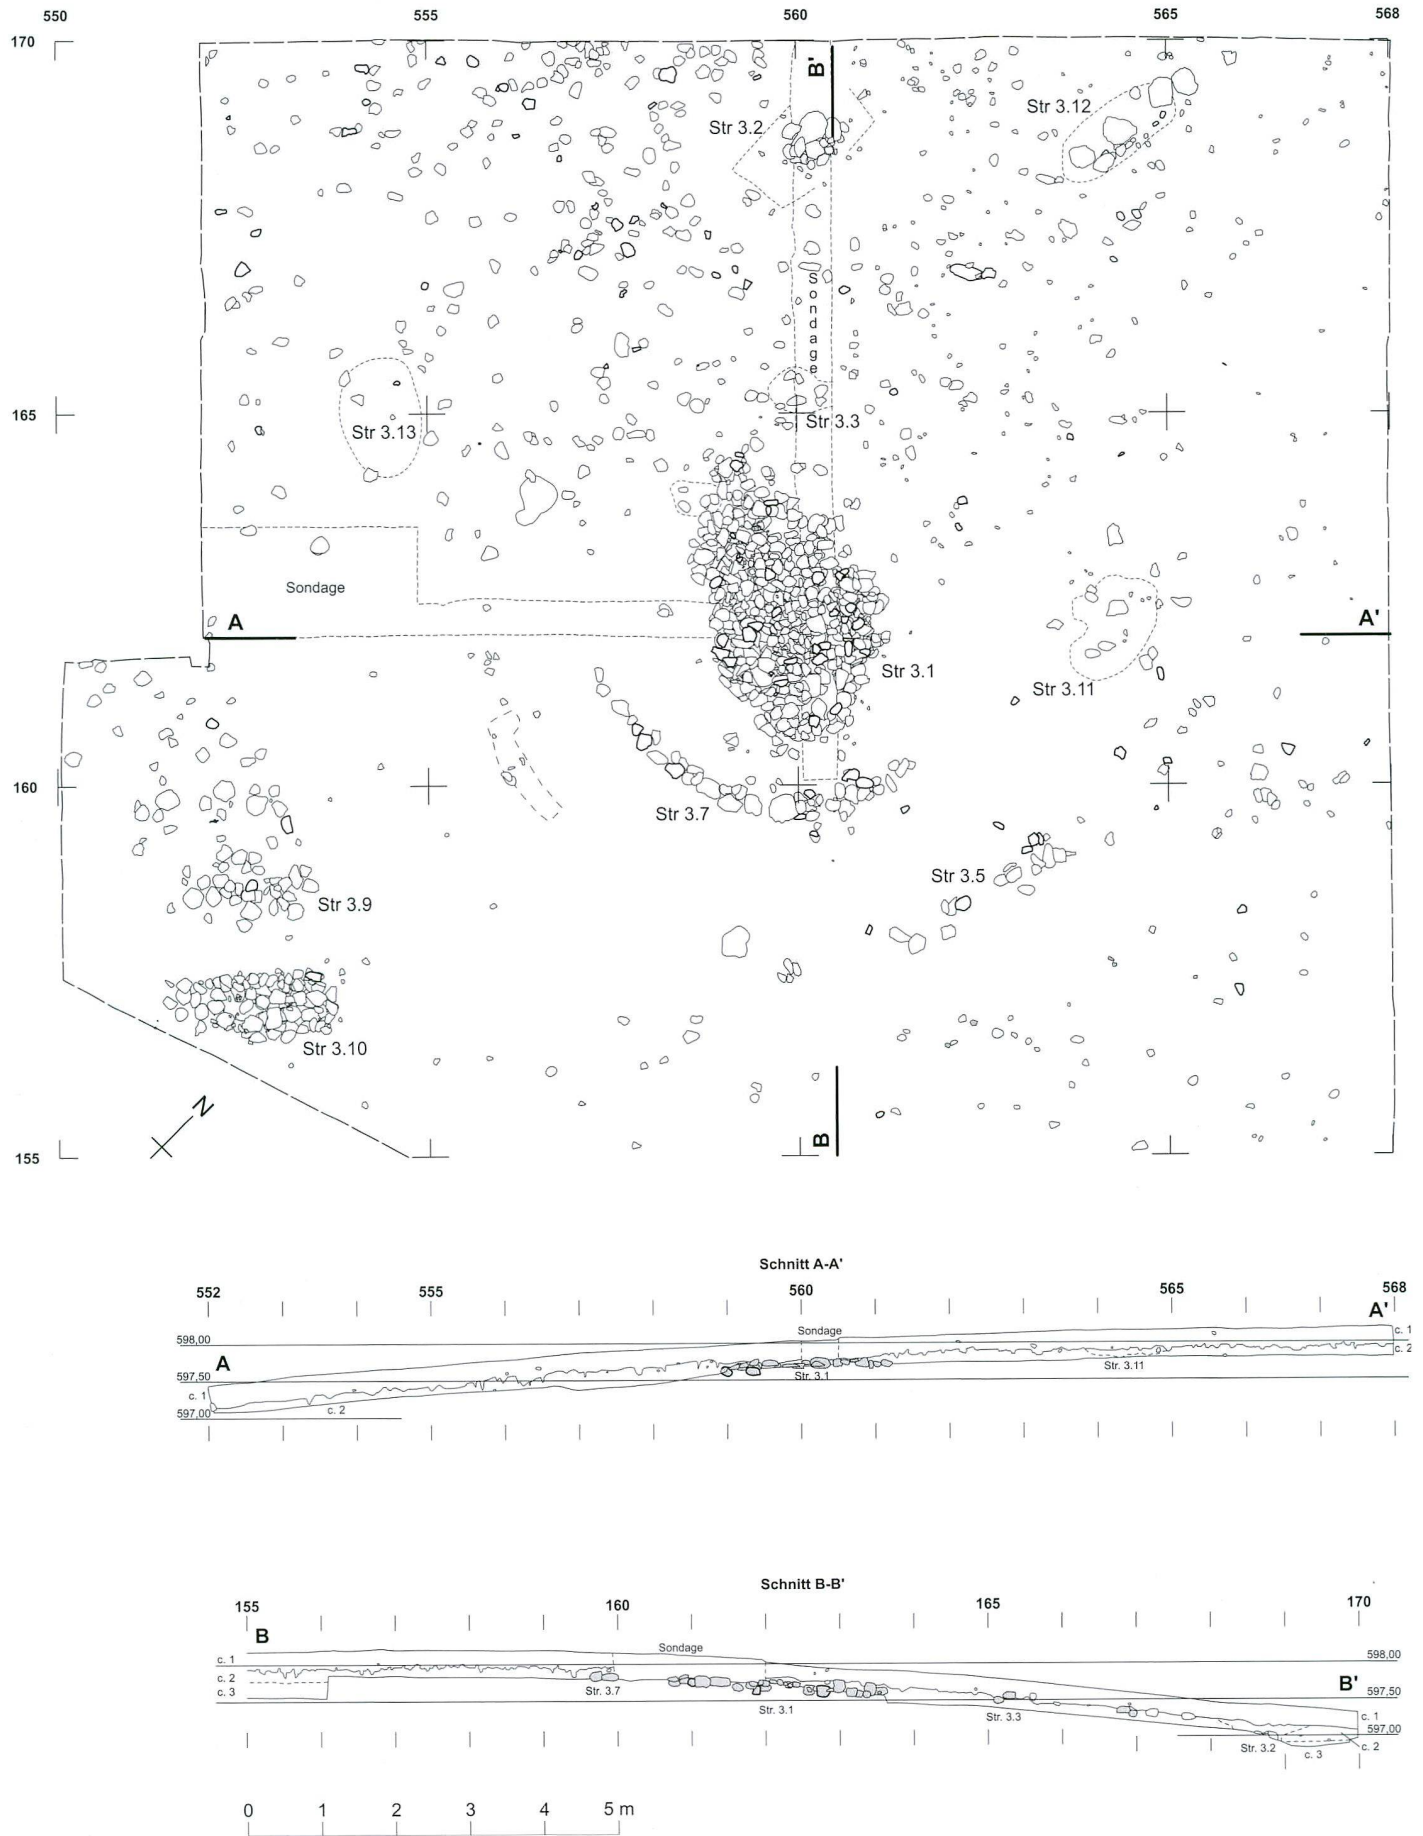 550 555 560 565 568
170
B'
Str 3.12
Str 3.2
Sondage
165
Str 3.13
Str 3.3
Sondage
A
A'
Str 3.1
Str 3.11
160
Str 3.7
Str 3.5
Str 3.9
Str 3.10
N
B
155
Schnitt A-A'
552 555 560 565 568
A'
Sondage
c. 1
598,00
c. 2
A
Str. 3.11
597,50
Str. 3.1
c. 1
c. 2
597,00
Schnitt B-B'
155 160 165 170
B
Sondage
c. 1
598,00
c. 2
B'
c. 3
Str. 3.7
597,50
Str. 3.1
Str. 3.3
c. 1
597,00
Str. 3.2
c. 3
c. 2
0 1 2 3 4 5 m